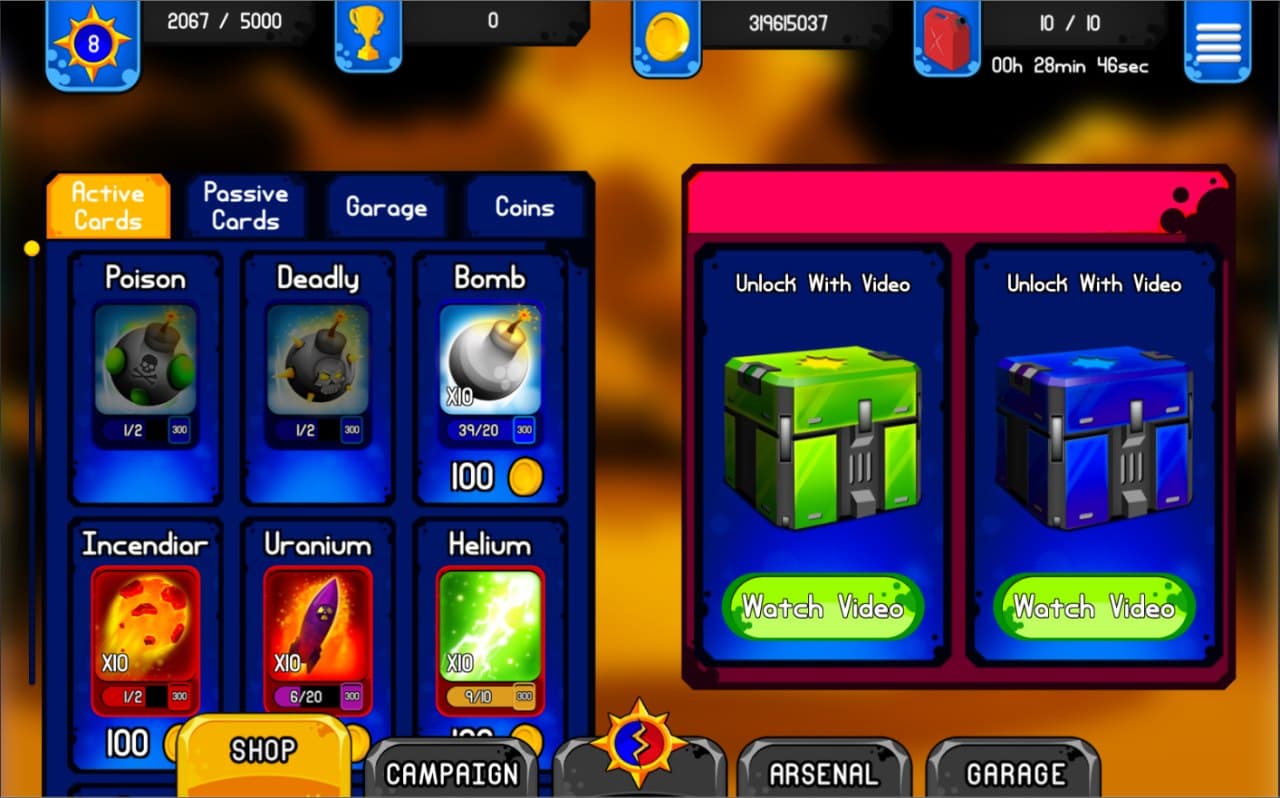 8
2067 / 5000
0
319615037
10 / 10
00h 28min 46sec
Active
Cards
Passive
Cards
Garage
Coins
Poison
1/2
300
Deadly
1/2
300
Bomb
X10
39/20
300
100
Incendiar
X10
1/2
300
100
Uranium
X10
6/20
300
Helium
X10
9/10
300
100
Unlock With Video
Watch Video
Unlock With Video
Watch Video
SHOP
CAMPAIGN
ARSENAL
GARAGE